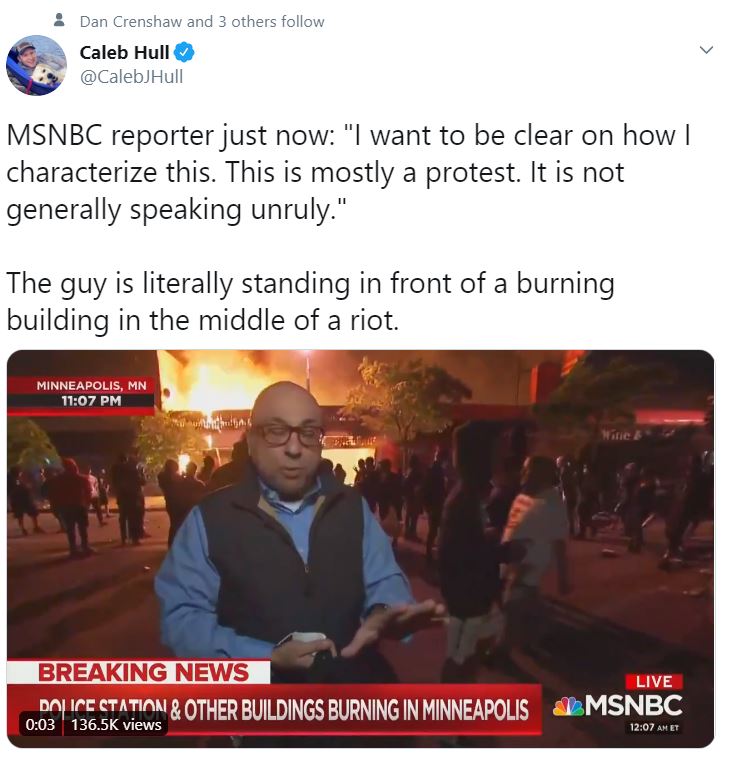 Dan Crenshaw and 3 others follow
Caleb Hull
@CalebJHull
MSNBC reporter just now: "I want to be clear on how I
characterize this. This is mostly a protest. It is not
generally speaking unruly."
The guy is literally standing in front of a burning
building in the middle of a riot.
MINNEAPOLIS, MN
11:07 PM
Wine &
BREAKING NEWS
POLICE STATION & OTHER BUILDINGS BURNING IN MINNEAPOLIS
LIVE
MSNBC
12:07 AM ET
0:03
136.5K views